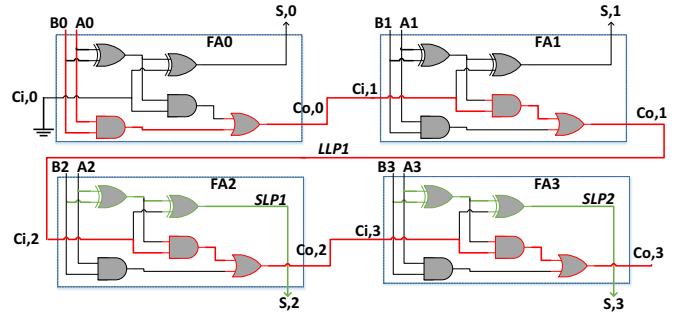 B0 A0 S,0 B1 A1 S,1
FA0 FA1
Ci,0 Co,0 Ci,1 Co,1
LLP1
B2 A2 FA2 SLP1 B3 A3 FA3 SLP2
Ci,2 Co,2 Ci,3 Co,3
S,2 S,3